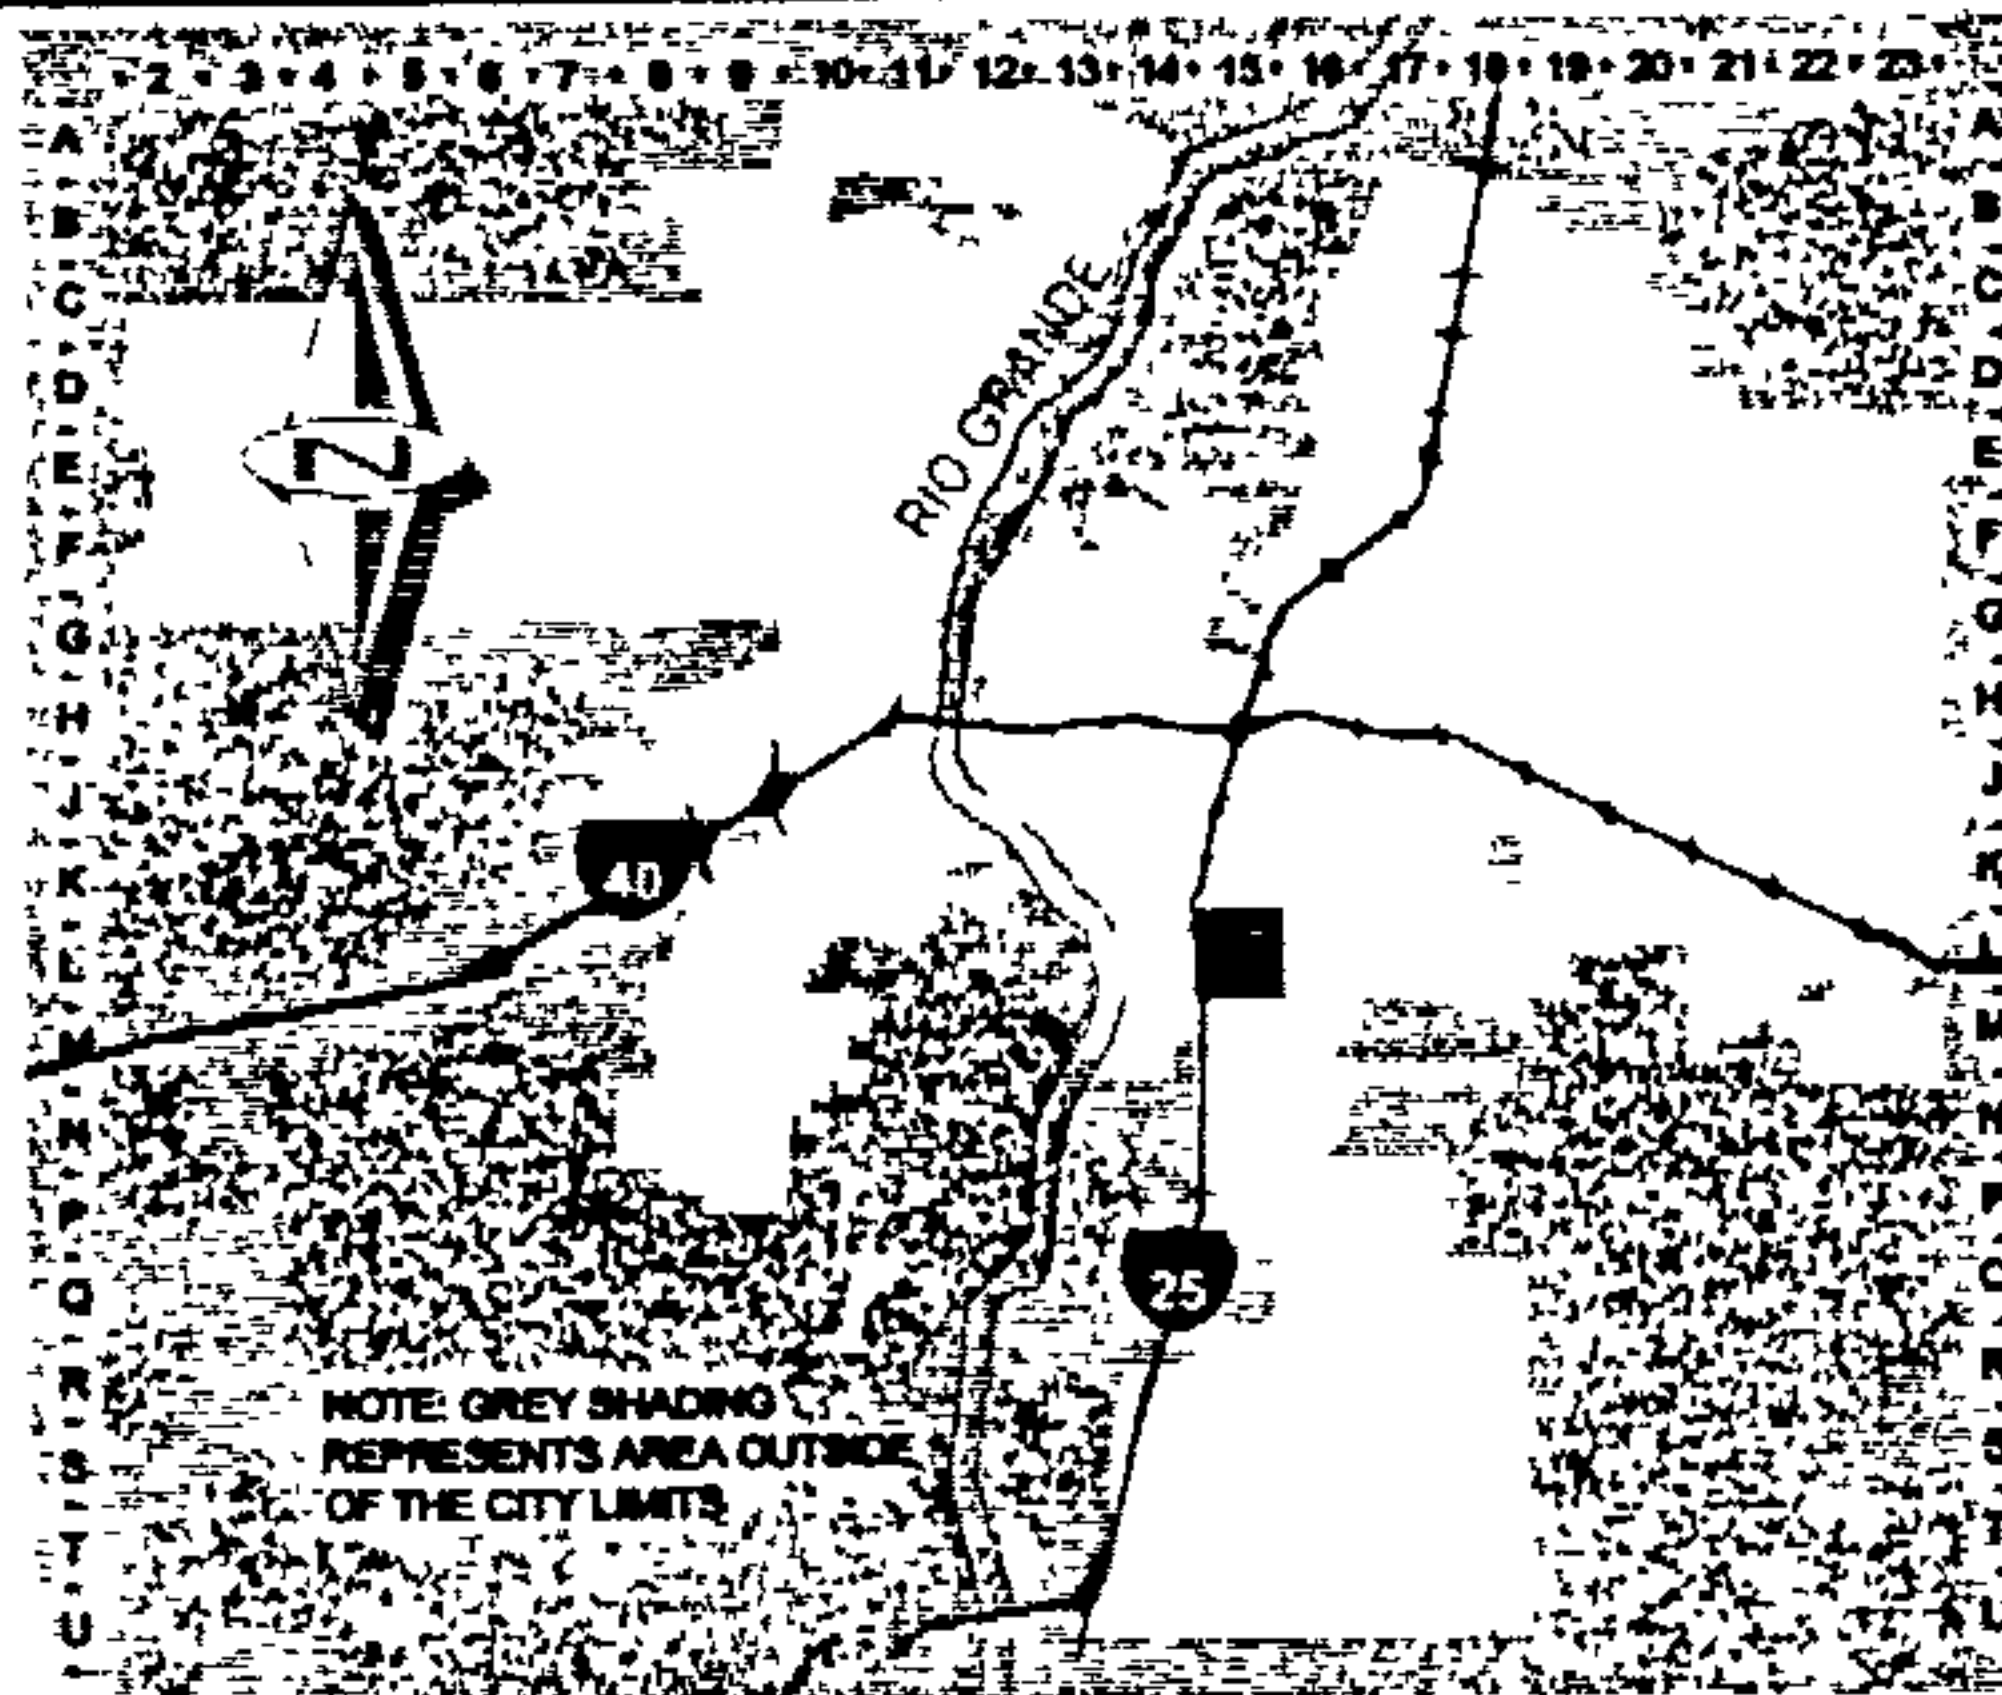 2 3 4 5 6 7 8 9 10 11 12 13 14 15 16 17 18 19 20 21 22 23
A A
B B
C C
D D
E E
F F
G G
H H
J J
K K
L L
M M
N N
P P
Q Q
R R
S S
T T
U U
N
RIO GRANDE
40
25
NOTE: GREY SHADING
REPRESENTS AREA OUTSIDE
OF THE CITY LIMITS